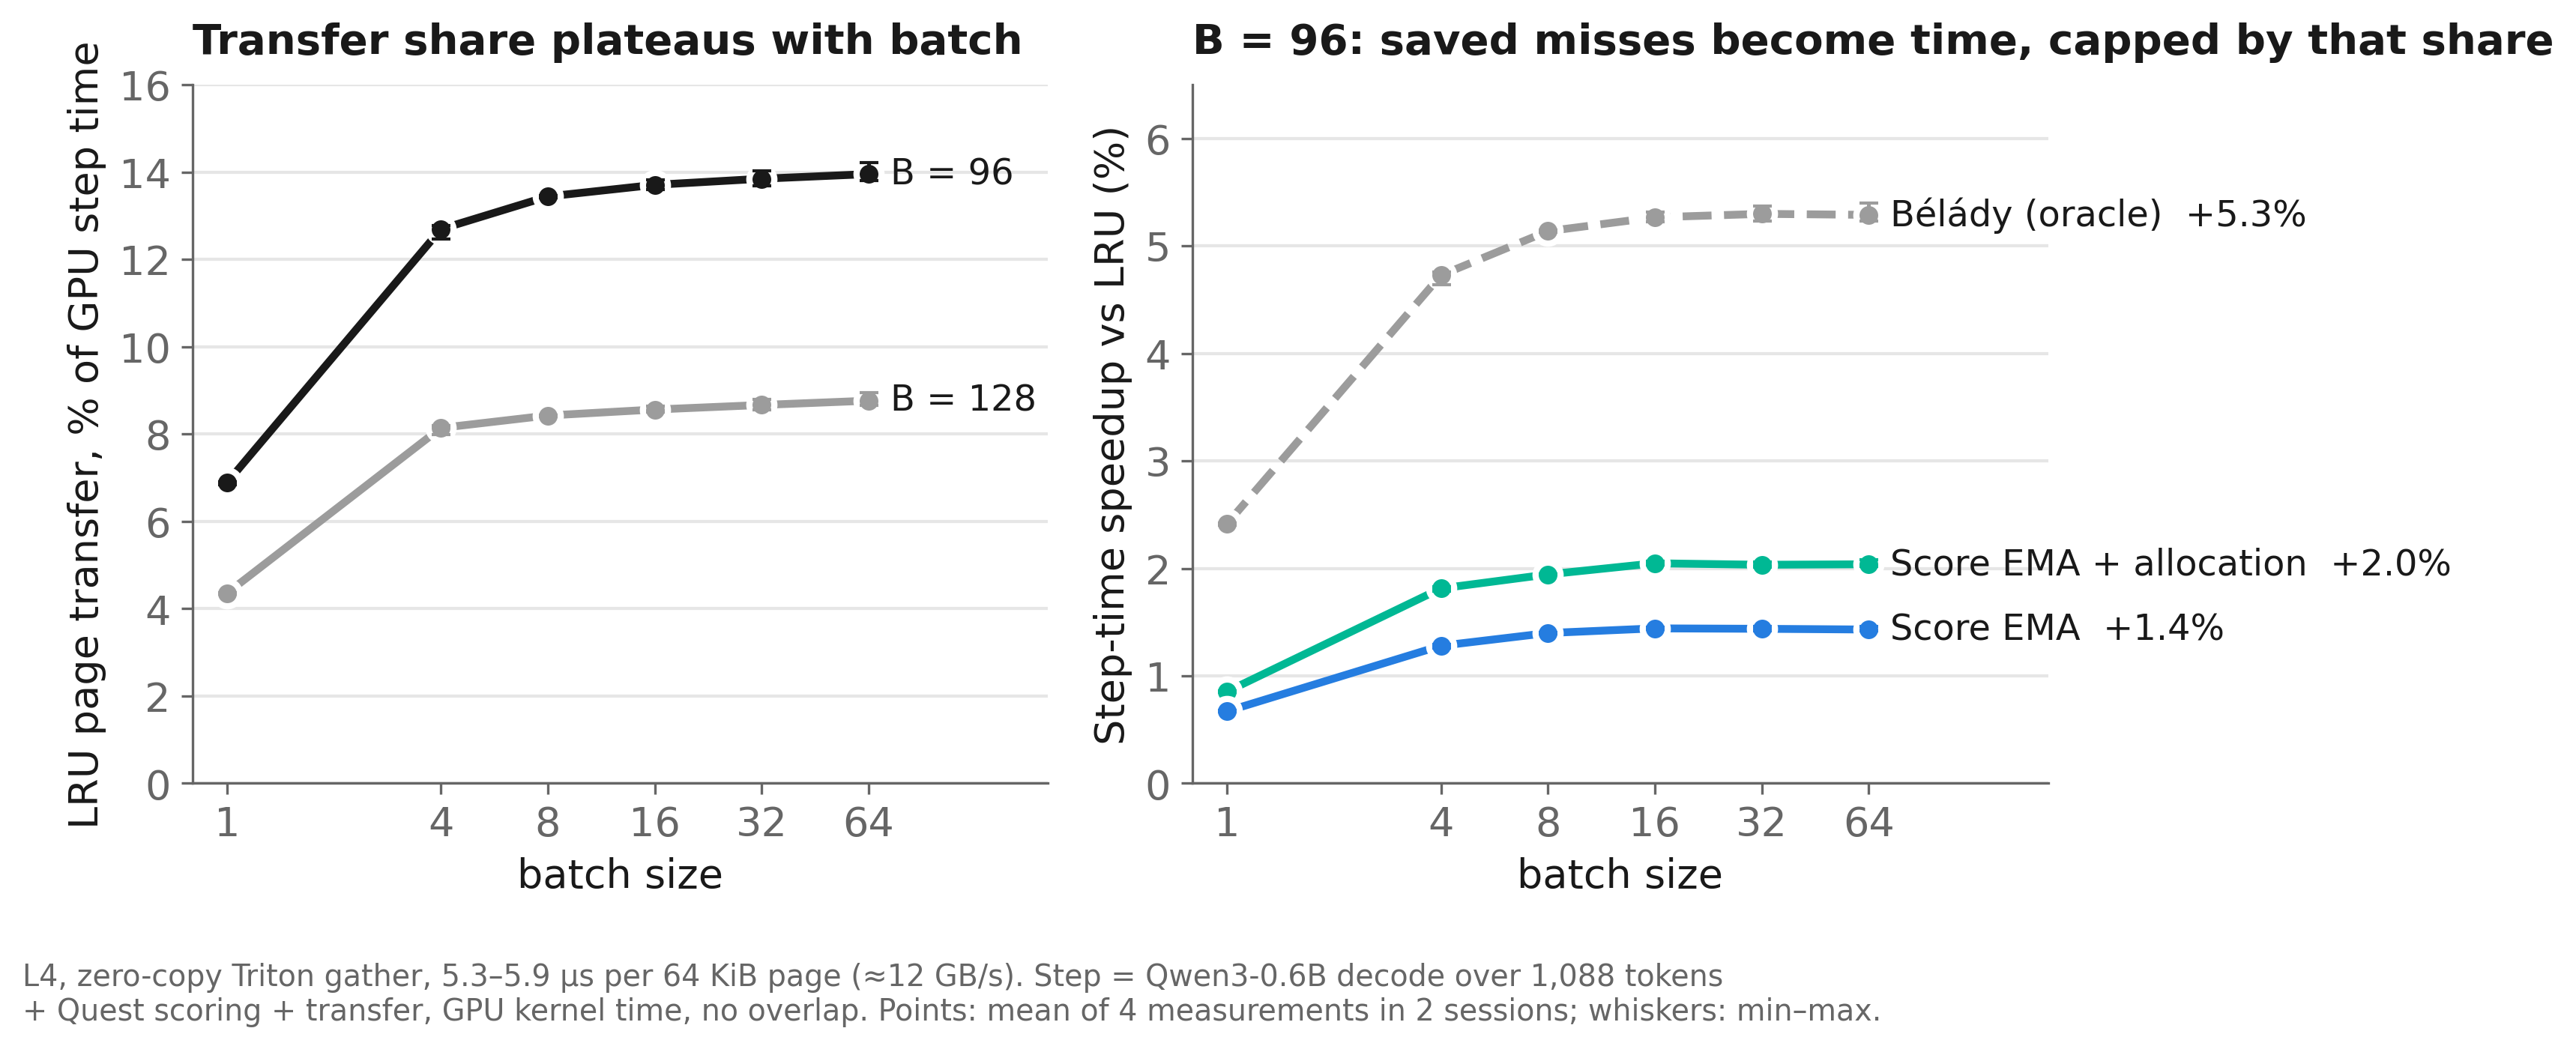 Transfer share plateaus with batch
LRU page transfer, % of GPU step time
16
14
12
10
8
6
4
2
0
B = 96
B = 128
1 4 8 16 32 64
batch size
B = 96: saved misses become time, capped by that share
Step-time speedup vs LRU (%)
6
5
4
3
2
1
0
Bélády (oracle) +5.3%
Score EMA + allocation +2.0%
Score EMA +1.4%
1 4 8 16 32 64
batch size
L4, zero-copy Triton gather, 5.3–5.9 µs per 64 KiB page (≈12 GB/s). Step = Qwen3-0.6B decode over 1,088 tokens
+ Quest scoring + transfer, GPU kernel time, no overlap. Points: mean of 4 measurements in 2 sessions; whiskers: min–max.